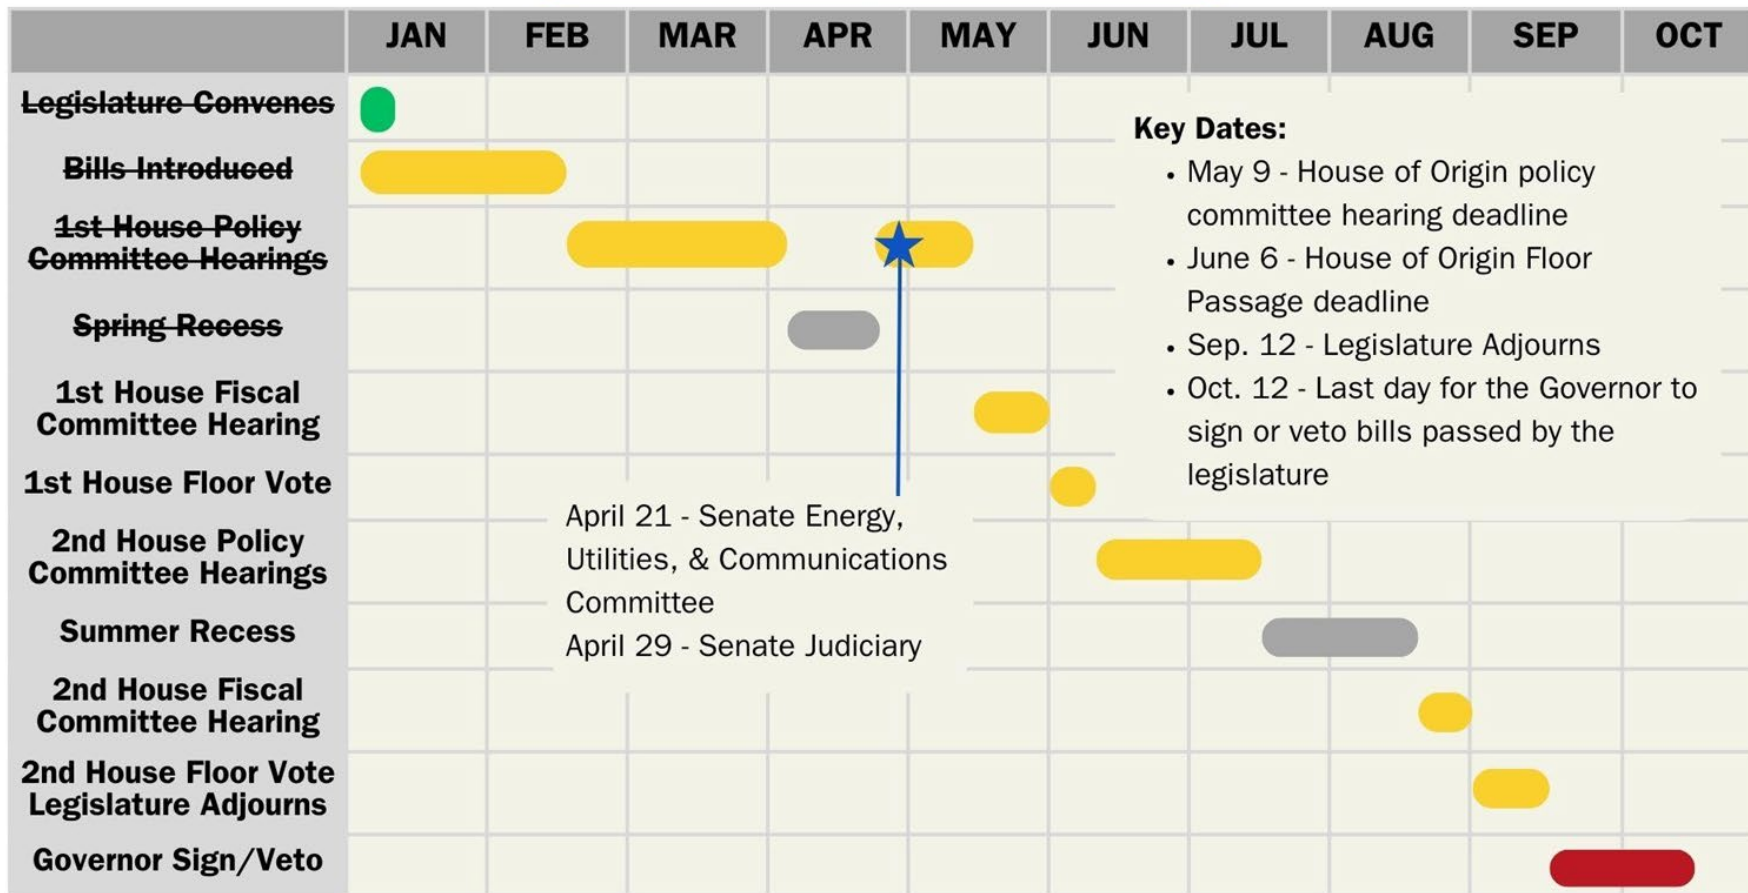 JAN FEB MAR APR MAY JUN JUL AUG SEP OCT
Legislature Convenes
Bills Introduced
1st House Policy
Committee Hearings
Spring Recess
1st House Fiscal
Committee Hearing
1st House Floor Vote
2nd House Policy
Committee Hearings
Summer Recess
2nd House Fiscal
Committee Hearing
2nd House Floor Vote
Legislature Adjourns
Governor Sign/Veto
Key Dates:
• May 9 - House of Origin policy
committee hearing deadline
• June 6 - House of Origin Floor
Passage deadline
• Sep. 12 - Legislature Adjourns
• Oct. 12 - Last day for the Governor to
sign or veto bills passed by the
legislature
April 21 - Senate Energy,
Utilities, & Communications
Committee
April 29 - Senate Judiciary